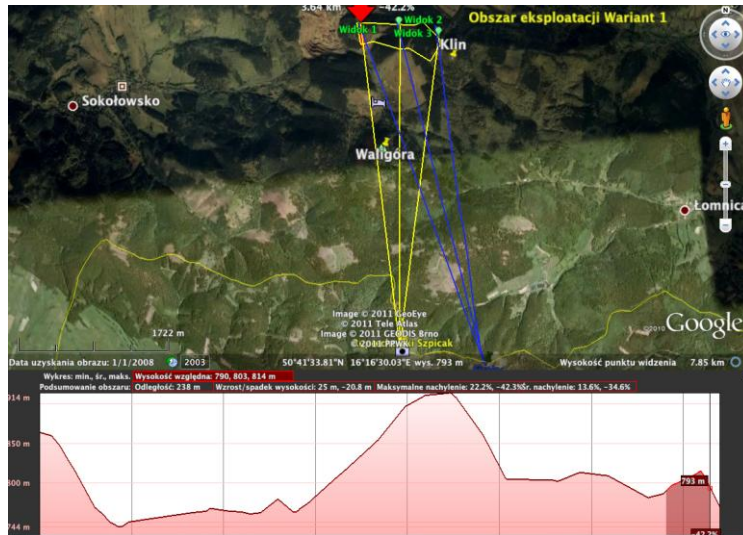 3.64 km -42.2%
Obszar eksploatacji Wariant 1
N
Widok 2
Widok 1
Widok 3
Klin
Sokołowsko
Waligóra
Łomnica
Image © 2011 GeoEye
© 2011 Tele Atlas
Image © 2011 GEODIS Brno
© 2011 PPWK
Szpicak
©2010 Google
1722 m
Data uzyskania obrazu: 1/1/2008 2003 50°41'33.81"N 16°16'30.03"E wys. 793 m Wysokość punktu widzenia 7.85 km
Wykres: min., śr., maks. Wysokość względna: 790, 803, 814 m
Podsumowanie obszaru: Odległość: 238 m Wzrost/spadek wysokości: 25 m, -20.8 m Maksymalne nachylenie: 22.2%, -42.3% Śr. nachylenie: 13.6%, -34.6%
914 m
850 m
800 m
793 m
744 m
-42.2%